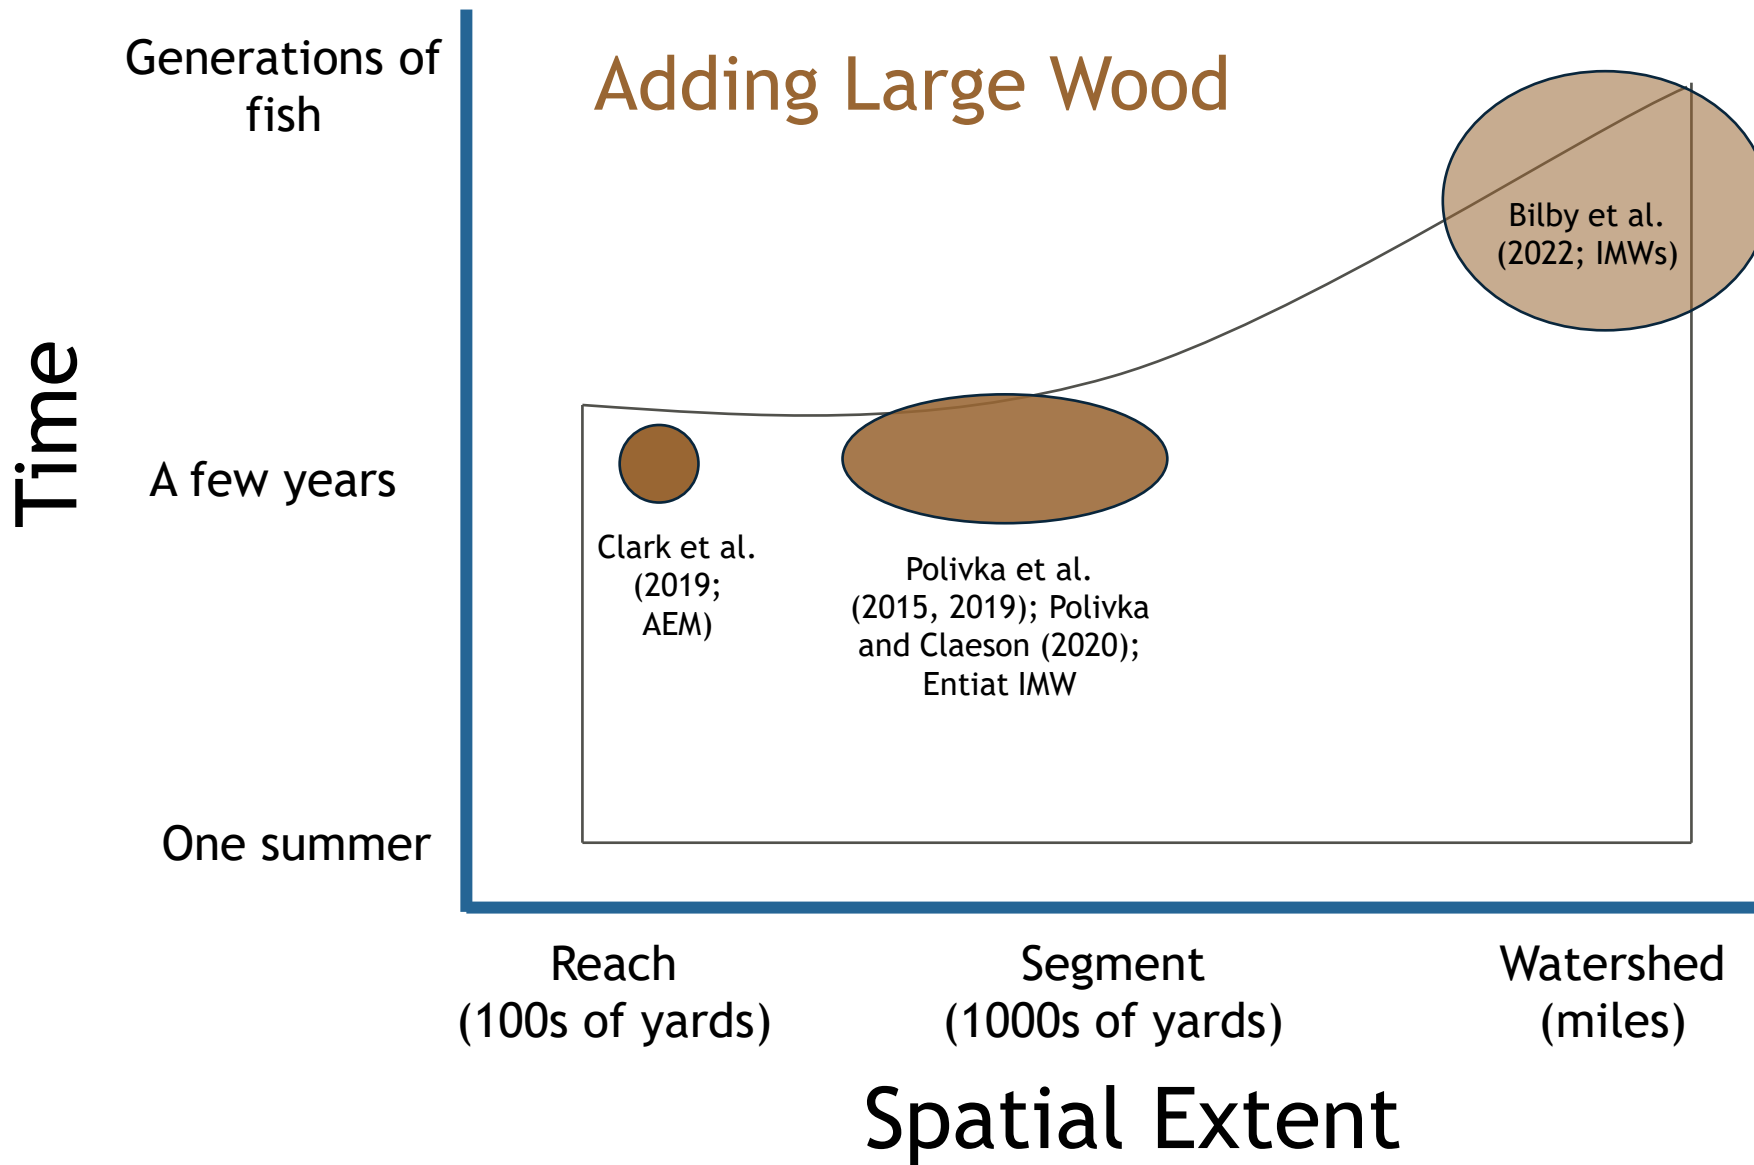 Generations of
fish
Adding Large Wood
Bilby et al.
(2022; IMWs)
Time
A few years
Clark et al.
(2019;
AEM)
Polivka et al.
(2015, 2019); Polivka
and Claeson (2020);
Entiat IMW
One summer
Reach
(100s of yards)
Segment
(1000s of yards)
Watershed
(miles)
Spatial Extent